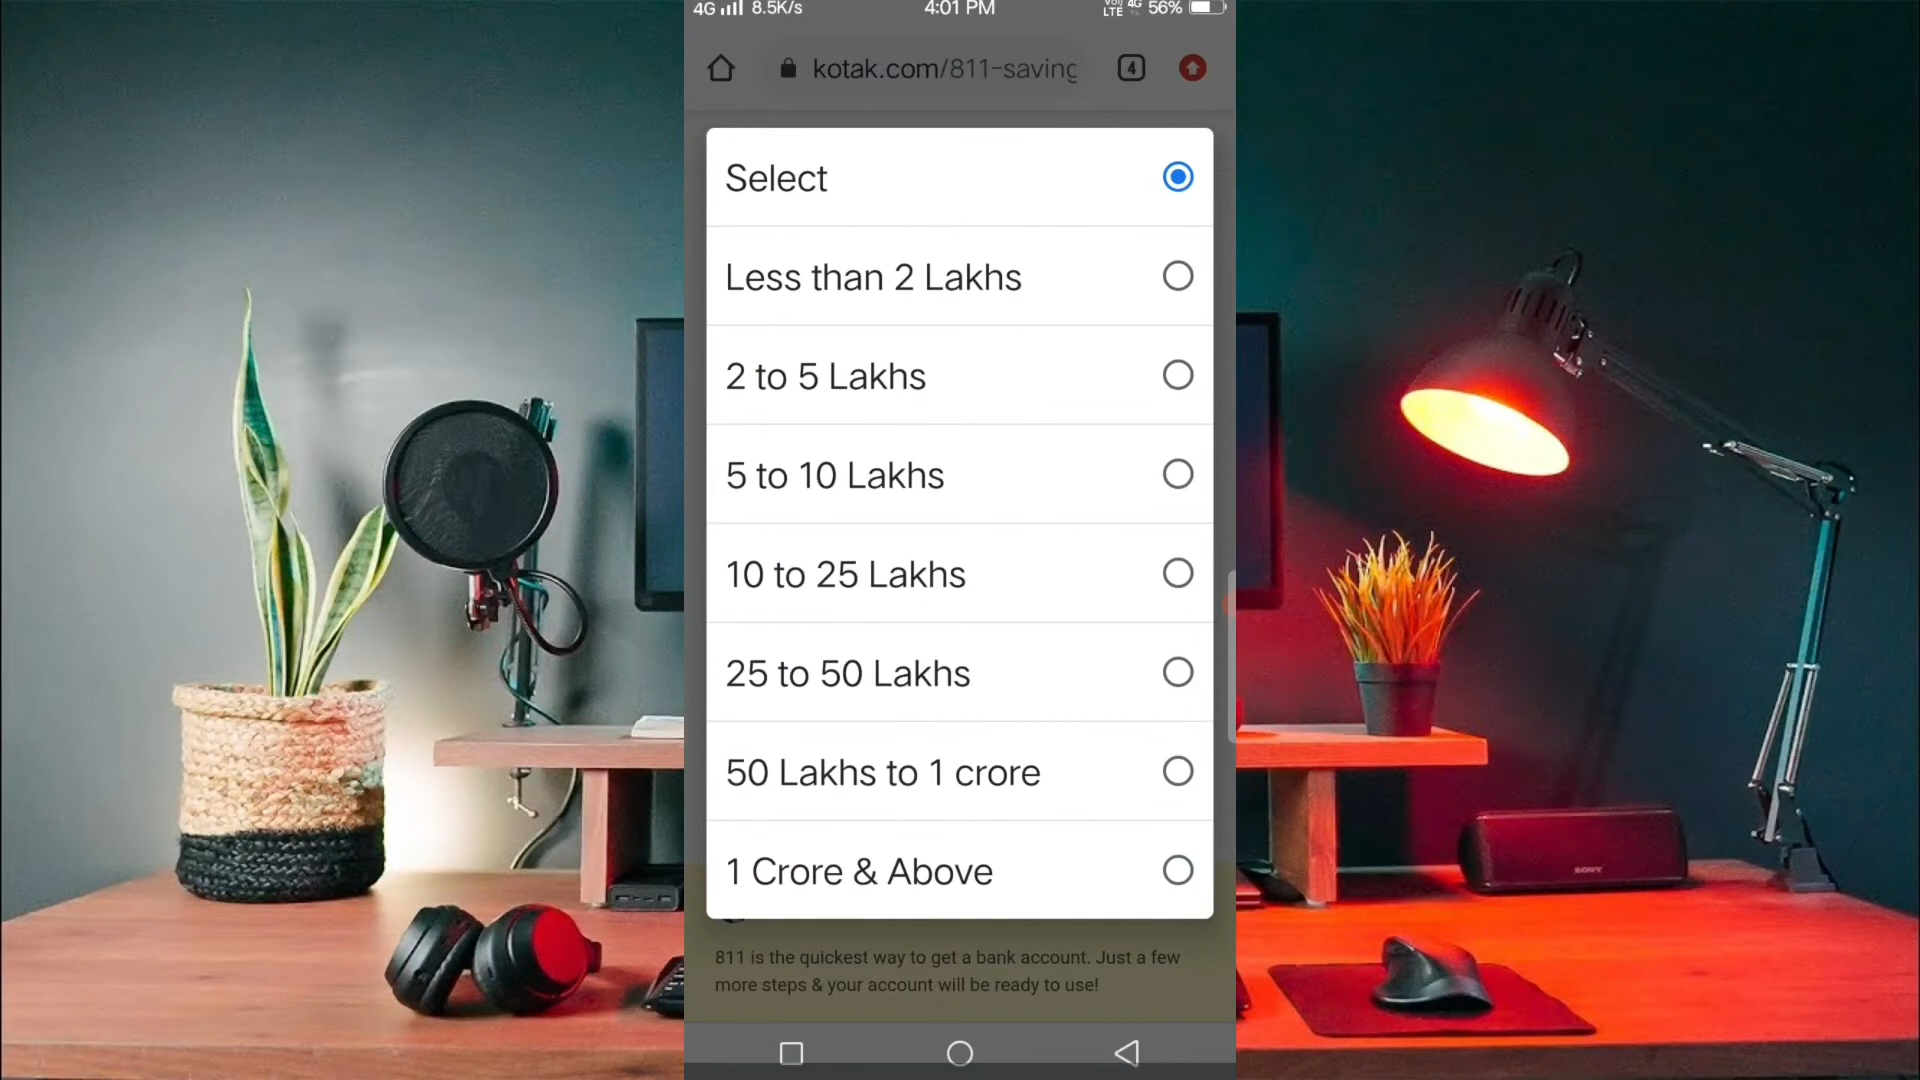 4G 8.5K/s 4:01 PM VoLTE 4G 56%
kotak.com/811-saving 4
Select
Less than 2 Lakhs
2 to 5 Lakhs
5 to 10 Lakhs
10 to 25 Lakhs
25 to 50 Lakhs
50 Lakhs to 1 crore
1 Crore & Above
811 is the quickest way to get a bank account. Just a few
more steps & your account will be ready to use!
SONY